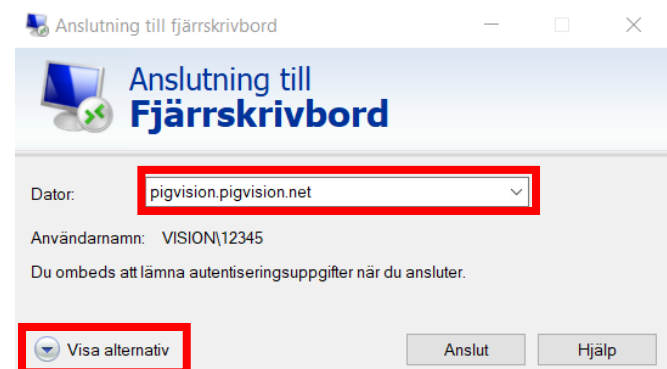 Anslutning till fjärrskrivbord
Anslutning till
Fjärrskrivbord
Dator: pigvision.pigvision.net
Användarnamn: VISION\12345
Du ombeds att lämna autentiseringsuppgifter när du ansluter.
Visa alternativ Anslut Hjälp